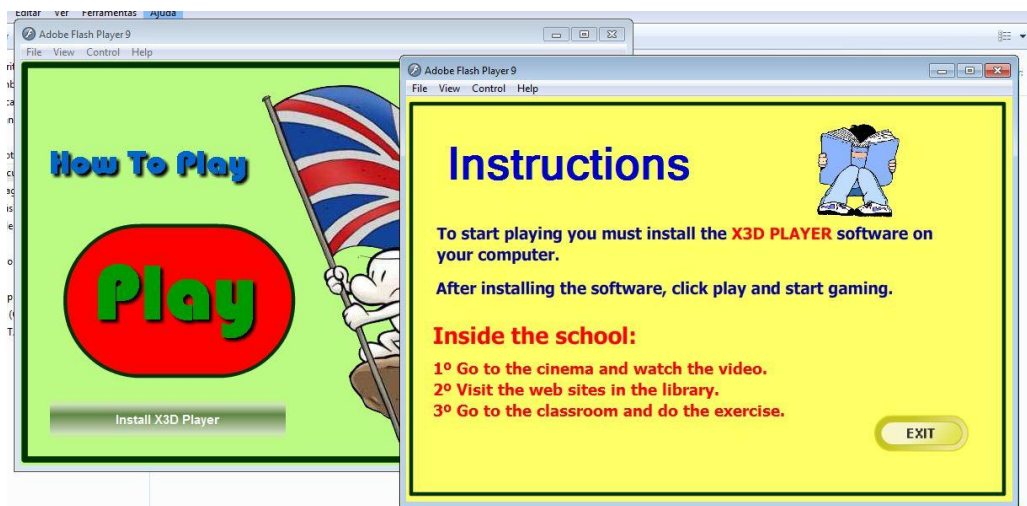 Editar Ver Ferramentas Ajuda
Adobe Flash Player 9
File View Control Help
How To Play
Play
Install X3D Player
Adobe Flash Player 9
File View Control Help
Instructions
To start playing you must install the X3D PLAYER software on
your computer.
After installing the software, click play and start gaming.
Inside the school:
1º Go to the cinema and watch the video.
2º Visit the web sites in the library.
3º Go to the classroom and do the exercise.
EXIT